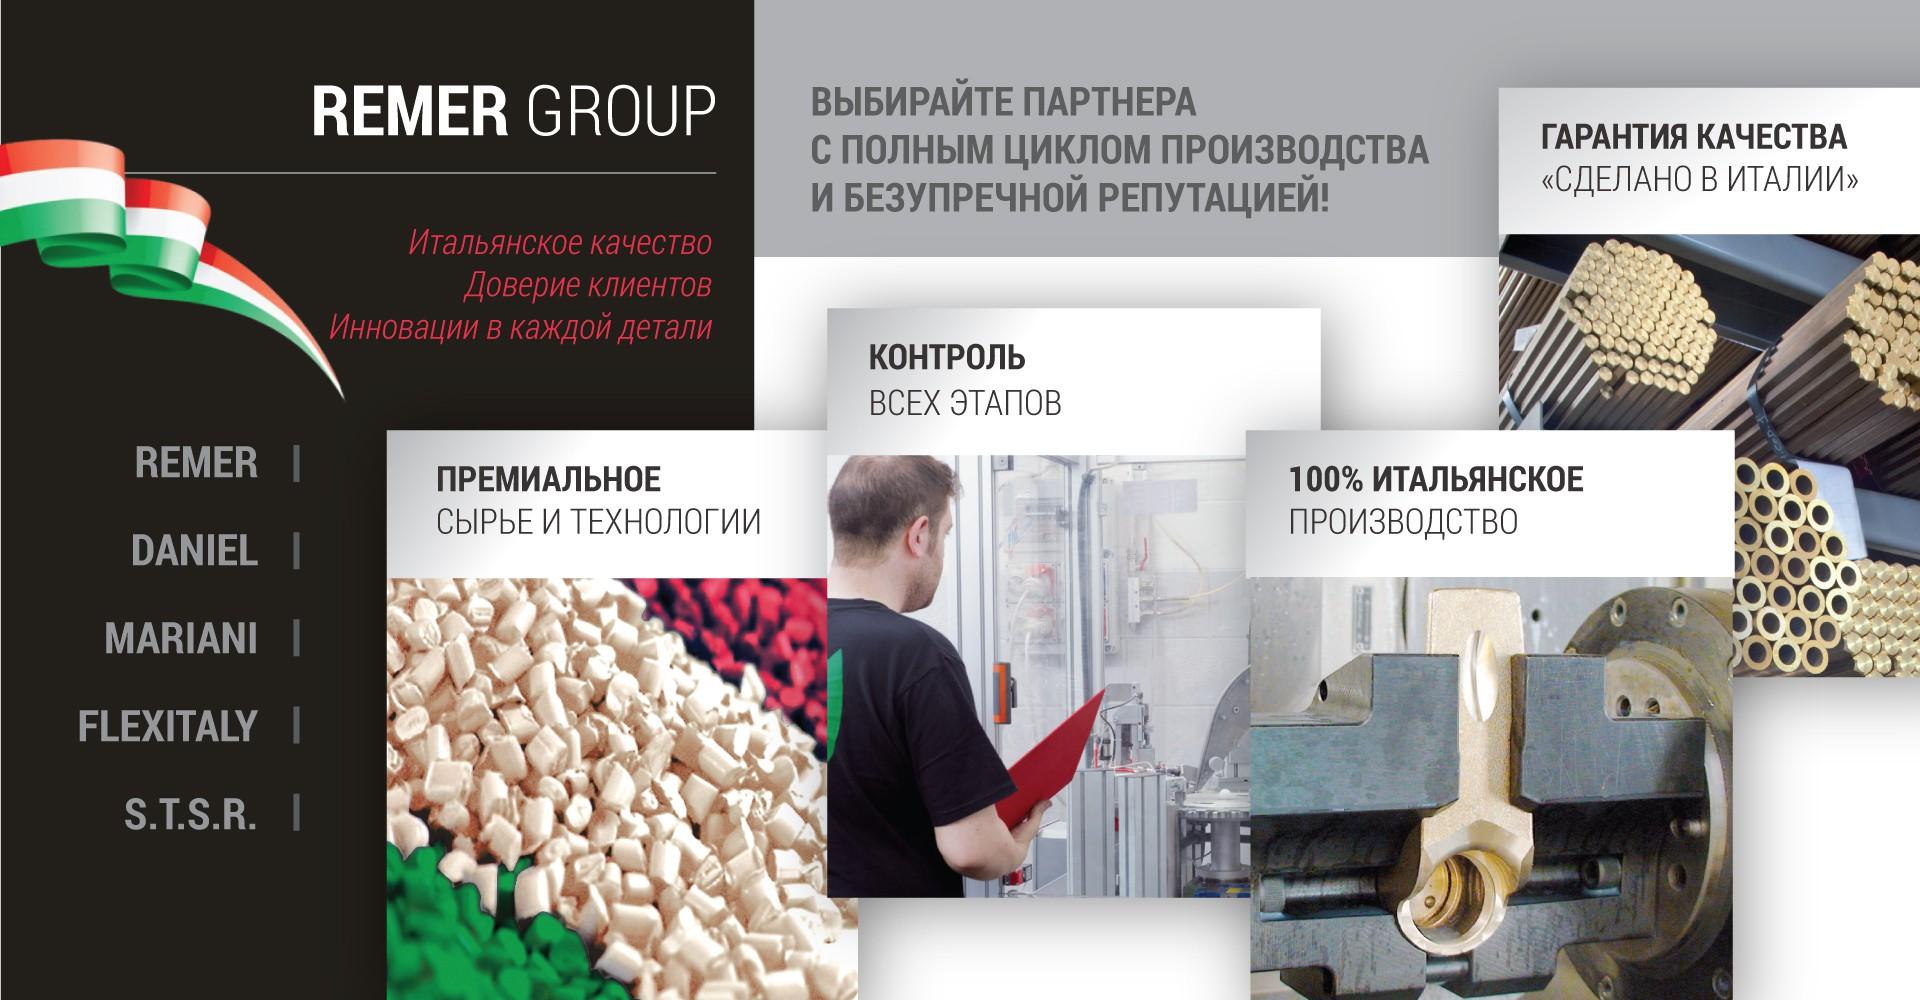 REMER GROUP
Итальянское качество
Доверие клиентов
Инновации в каждой детали
REMER |
DANIEL |
MARIANI |
FLEXITALY |
S.T.S.R. |
ВЫБИРАЙТЕ ПАРТНЕРА
С ПОЛНЫМ ЦИКЛОМ ПРОИЗВОДСТВА
И БЕЗУПРЕЧНОЙ РЕПУТАЦИЕЙ!
ПРЕМИАЛЬНОЕ
СЫРЬЕ И ТЕХНОЛОГИИ
КОНТРОЛЬ
ВСЕХ ЭТАПОВ
100% ИТАЛЬЯНСКОЕ
ПРОИЗВОДСТВО
ГАРАНТИЯ КАЧЕСТВА
«СДЕЛАНО В ИТАЛИИ»